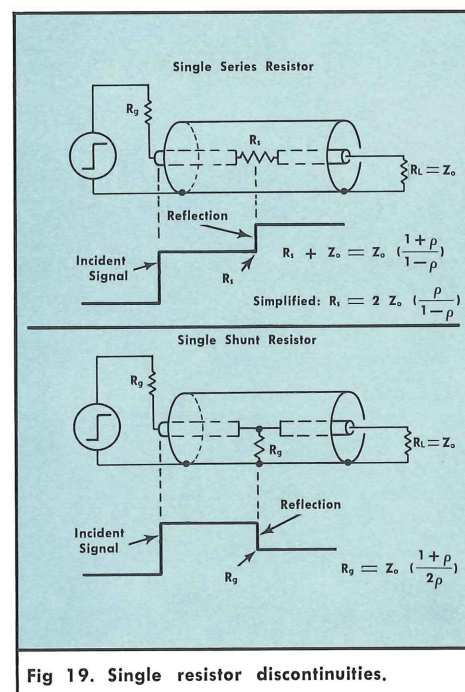 Single Series Resistor
Rg
Rs
RL = Zo
Reflection
Incident
Signal
Rs
Rs + Zo = Zo (1+ρ / 1−ρ)
Simplified: Rs = 2 Zo (ρ / 1−ρ)
Single Shunt Resistor
Rg
Rg
RL = Zo
Reflection
Incident
Signal
Rg
Rg = Zo (1+ρ / 2ρ)
Fig 19. Single resistor discontinuities.